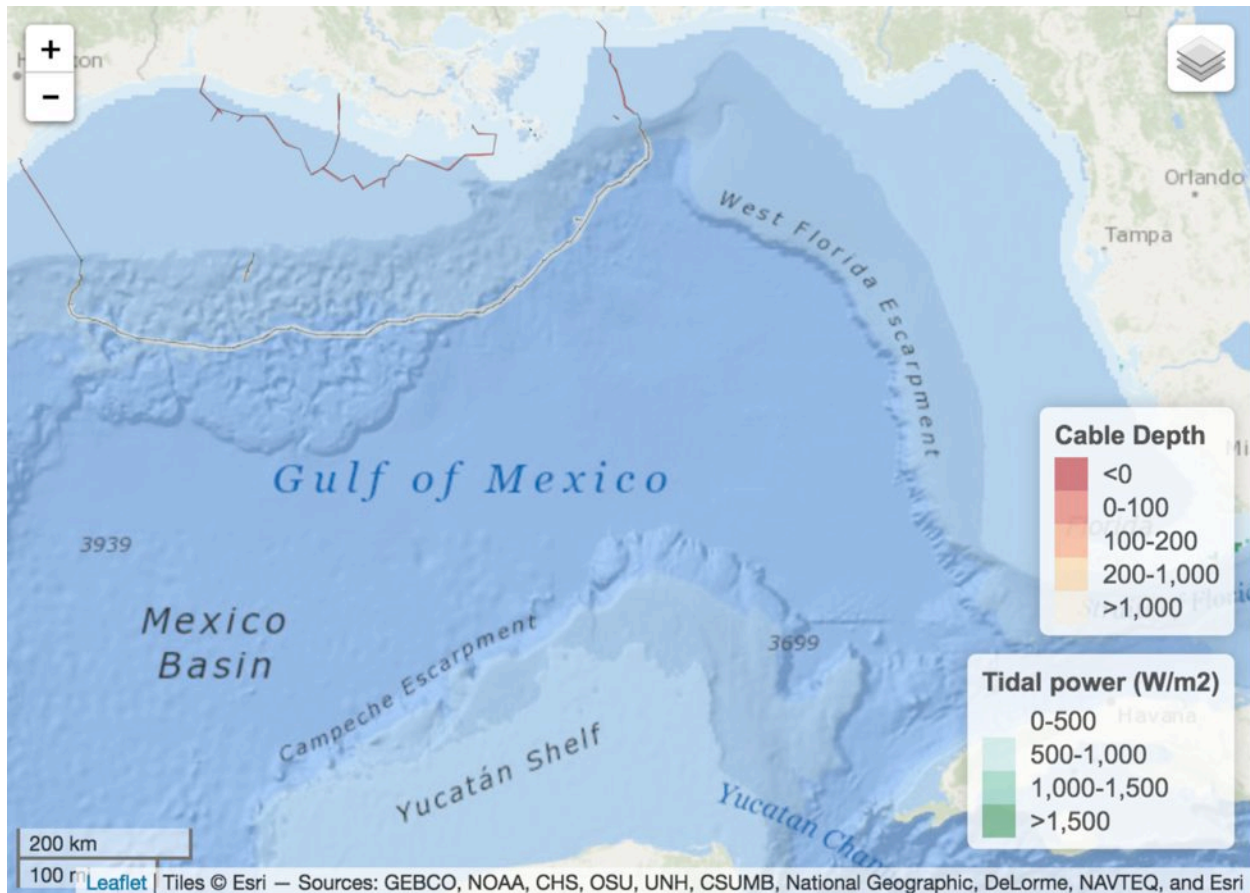 +
−
Orlando
Tampa
West Florida Escarpment
Gulf of Mexico
3939
Mexico
Basin
Campeche Escarpment
3699
Yucatán Shelf
Cable Depth
<0
0-100
100-200
200-1,000
>1,000
Florida
Tidal power (W/m2)
0-500
500-1,000
1,000-1,500
>1,500
Havana
200 km
100 mi
Leaflet | Tiles © Esri — Sources: GEBCO, NOAA, CHS, OSU, UNH, CSUMB, National Geographic, DeLorme, NAVTEQ, and Esri